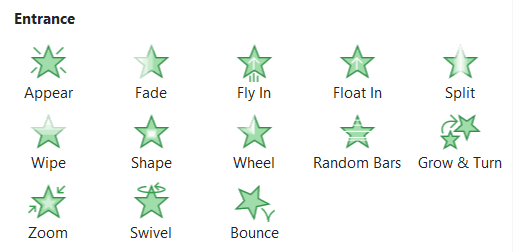 Entrance
Appear Fade Fly In Float In Split
Wipe Shape Wheel Random Bars Grow & Turn
Zoom Swivel Bounce